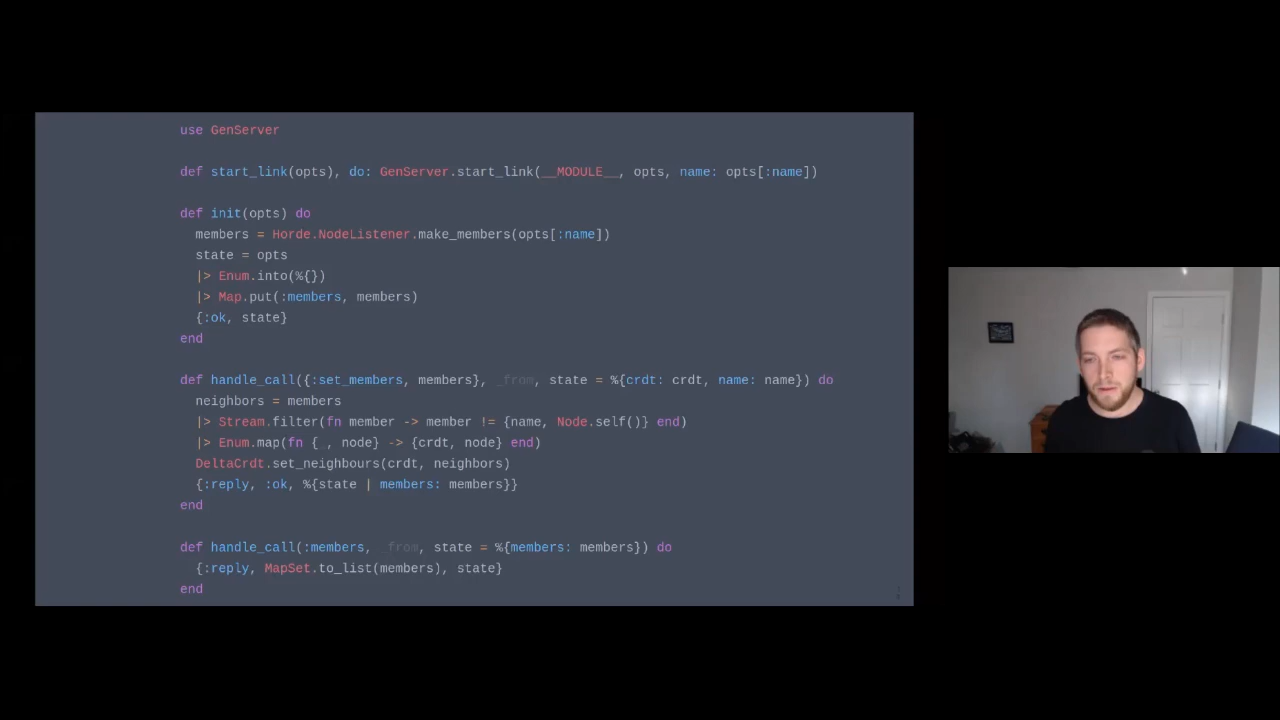 use GenServer
def start_link(opts), do: GenServer.start_link(__MODULE__, opts, name: opts[:name])
def init(opts) do
members = Horde.NodeListener.make_members(opts[:name])
state = opts
|> Enum.into(%{})
|> Map.put(:members, members)
{:ok, state}
end
def handle_call({:set_members, members}, _from, state = %{crdt: crdt, name: name}) do
neighbors = members
|> Stream.filter(fn member -> member != {name, Node.self()} end)
|> Enum.map(fn {_, node} -> {crdt, node} end)
DeltaCrdt.set_neighbours(crdt, neighbors)
{:reply, :ok, %{state | members: members}}
end
def handle_call(:members, _from, state = %{members: members}) do
{:reply, MapSet.to_list(members), state}
end